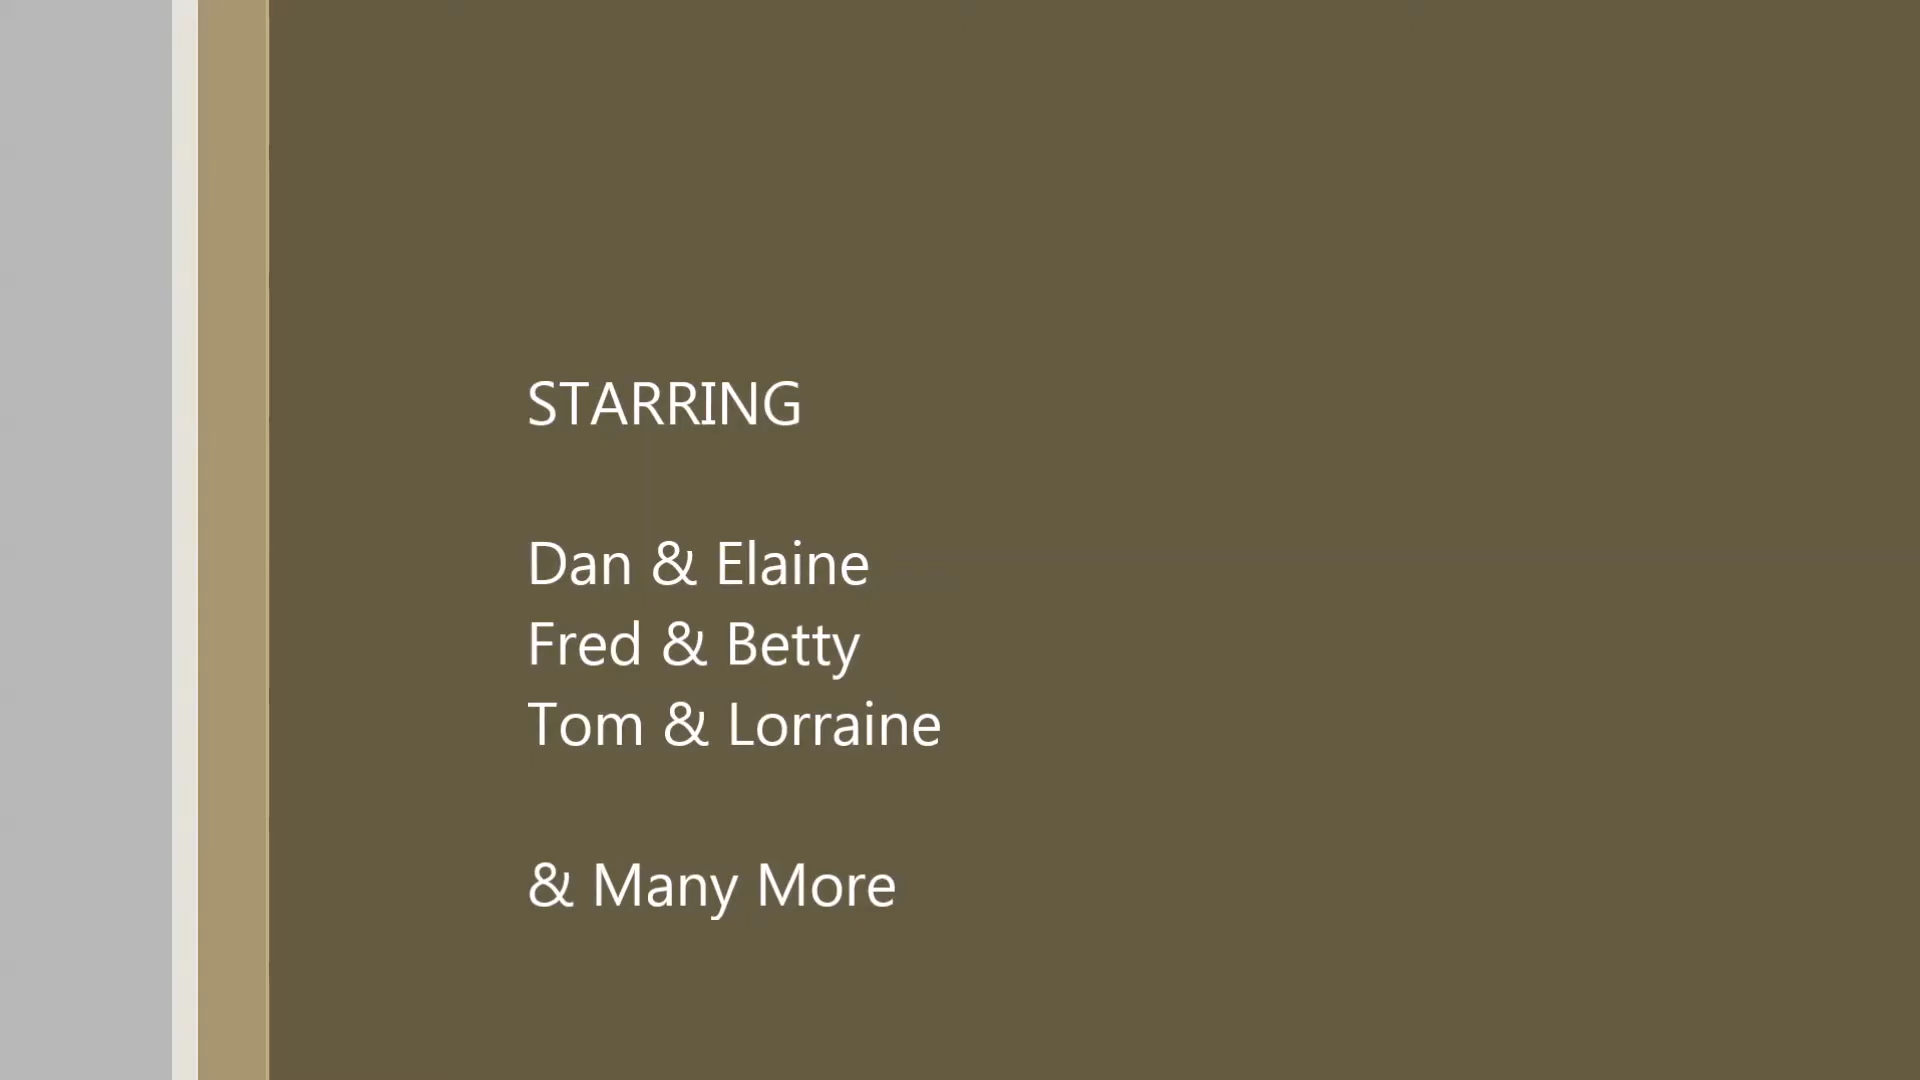 STARRING
Dan & Elaine
Fred & Betty
Tom & Lorraine
& Many More